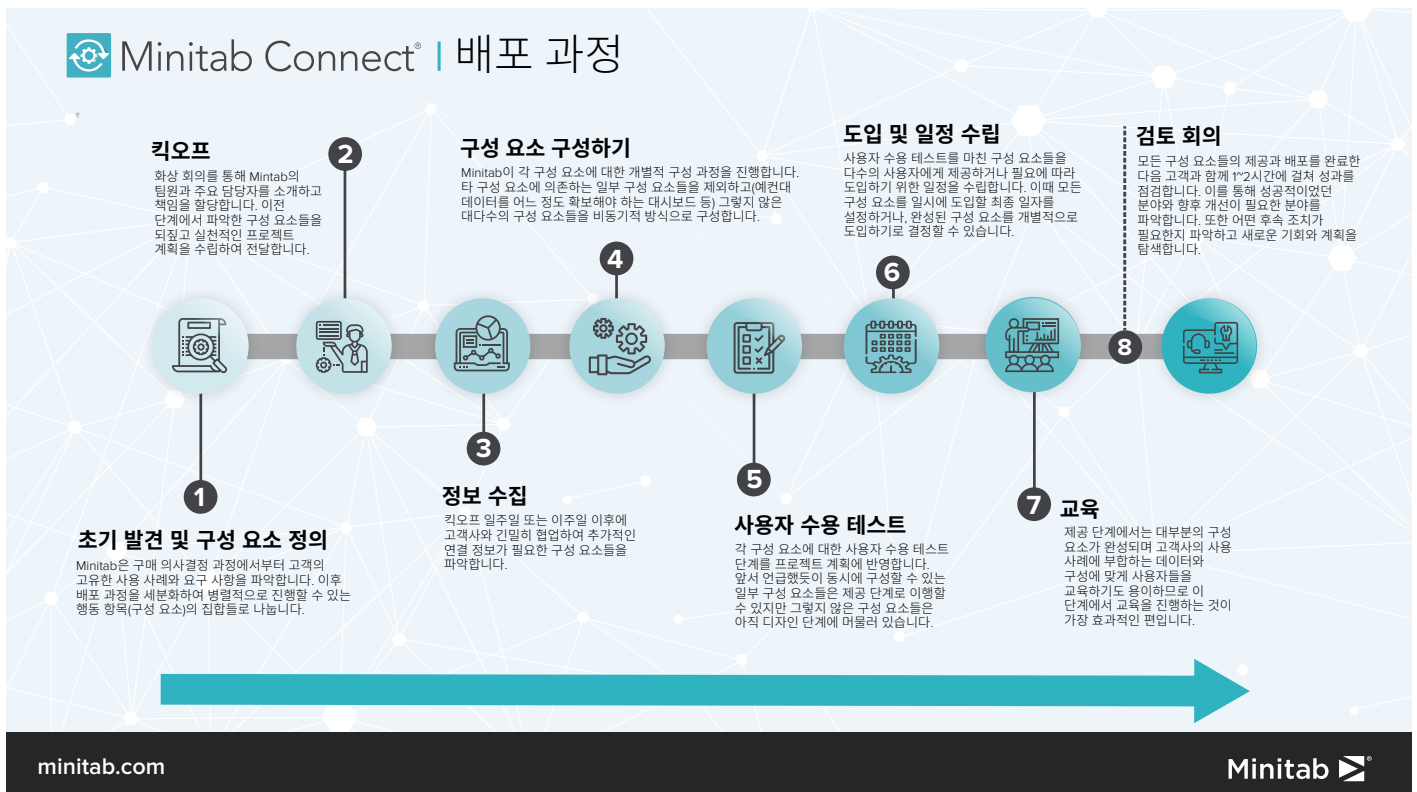 Minitab Connect® | 배포 과정
킥오프
화상 회의를 통해 Mintab의
팀원과 주요 담당자를 소개하고
책임을 할당합니다. 이전
단계에서 파악한 구성 요소들을
되짚고 실천적인 프로젝트
계획을 수립하여 전달합니다.
2
구성 요소 구성하기
Minitab이 각 구성 요소에 대한 개별적 구성 과정을 진행합니다.
타 구성 요소에 의존하는 일부 구성 요소들을 제외하고(예컨대
데이터를 어느 정도 확보해야 하는 대시보드 등) 그렇지 않은
대다수의 구성 요소들을 비동기적 방식으로 구성합니다.
4
도입 및 일정 수립
사용자 수용 테스트를 마친 구성 요소들을
다수의 사용자에게 제공하거나 필요에 따라
도입하기 위한 일정을 수립합니다. 이때 모든
구성 요소를 일시에 도입할 최종 일자를
설정하거나, 완성된 구성 요소를 개별적으로
도입하기로 결정할 수 있습니다.
6
검토 회의
모든 구성 요소들의 제공과 배포를 완료한
다음 고객과 함께 1~2시간에 걸쳐 성과를
점검합니다. 이를 통해 성공적이었던
분야와 향후 개선이 필요한 분야를
파악합니다. 또한 어떤 후속 조치가
필요한지 파악하고 새로운 기회와 계획을
탐색합니다.
8
1
초기 발견 및 구성 요소 정의
Minitab은 구매 의사결정 과정에서부터 고객의
고유한 사용 사례와 요구 사항을 파악합니다. 이후
배포 과정을 세분화하여 병렬적으로 진행할 수 있는
행동 항목(구성 요소)의 집합들로 나눕니다.
3
정보 수집
킥오프 일주일 또는 이주일 이후에
고객사와 긴밀히 협업하여 추가적인
연결 정보가 필요한 구성 요소들을
파악합니다.
5
사용자 수용 테스트
각 구성 요소에 대한 사용자 수용 테스트
단계를 프로젝트 계획에 반영합니다.
앞서 언급했듯이 동시에 구성할 수 있는
일부 구성 요소들은 제공 단계로 이행할
수 있지만 그렇지 않은 구성 요소들은
아직 디자인 단계에 머물러 있습니다.
7
교육
제공 단계에서는 대부분의 구성
요소가 완성되며 고객사의 사용
사례에 부합하는 데이터와
구성에 맞게 사용자들을
교육하기도 용이하므로 이
단계에서 교육을 진행하는 것이
가장 효과적인 편입니다.
minitab.com
Minitab®